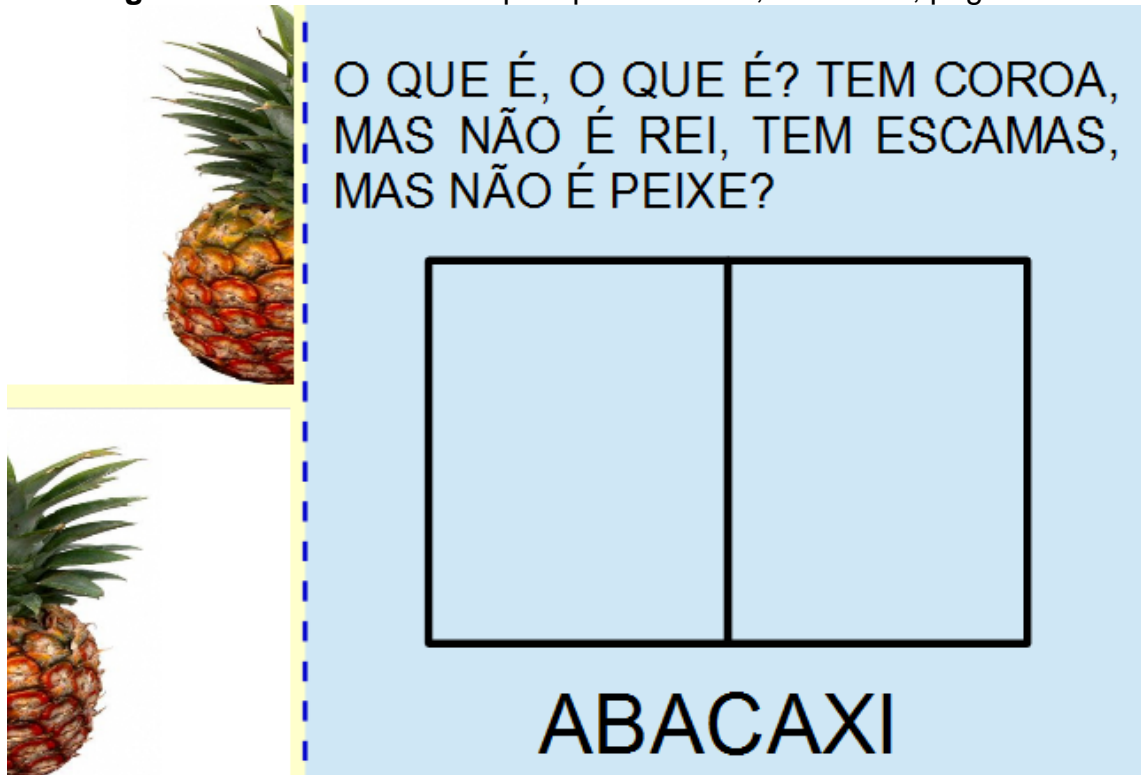 O QUE É, O QUE É? TEM COROA,
MAS NÃO É REI, TEM ESCAMAS,
MAS NÃO É PEIXE?
ABACAXI